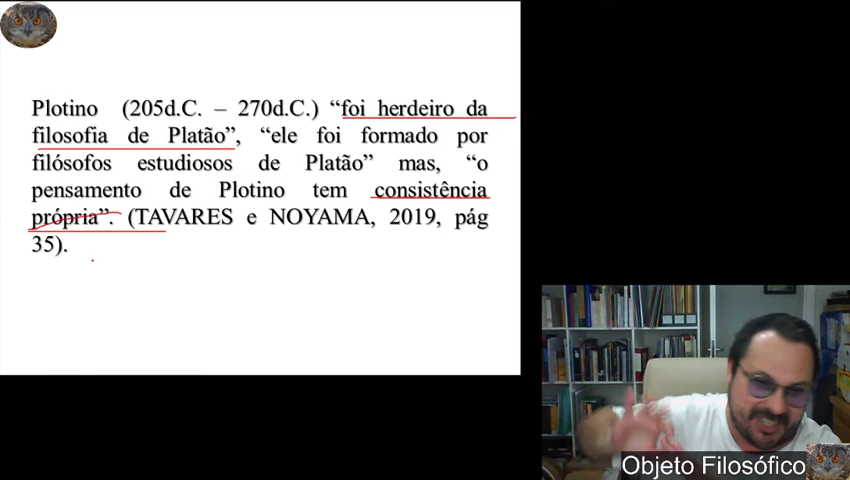 Plotino (205d.C. – 270d.C.) “foi herdeiro da
filosofia de Platão”, “ele foi formado por
filósofos estudiosos de Platão” mas, “o
pensamento de Plotino tem consistência
própria”. (TAVARES e NOYAMA, 2019, pág
35).
Objeto Filosófico